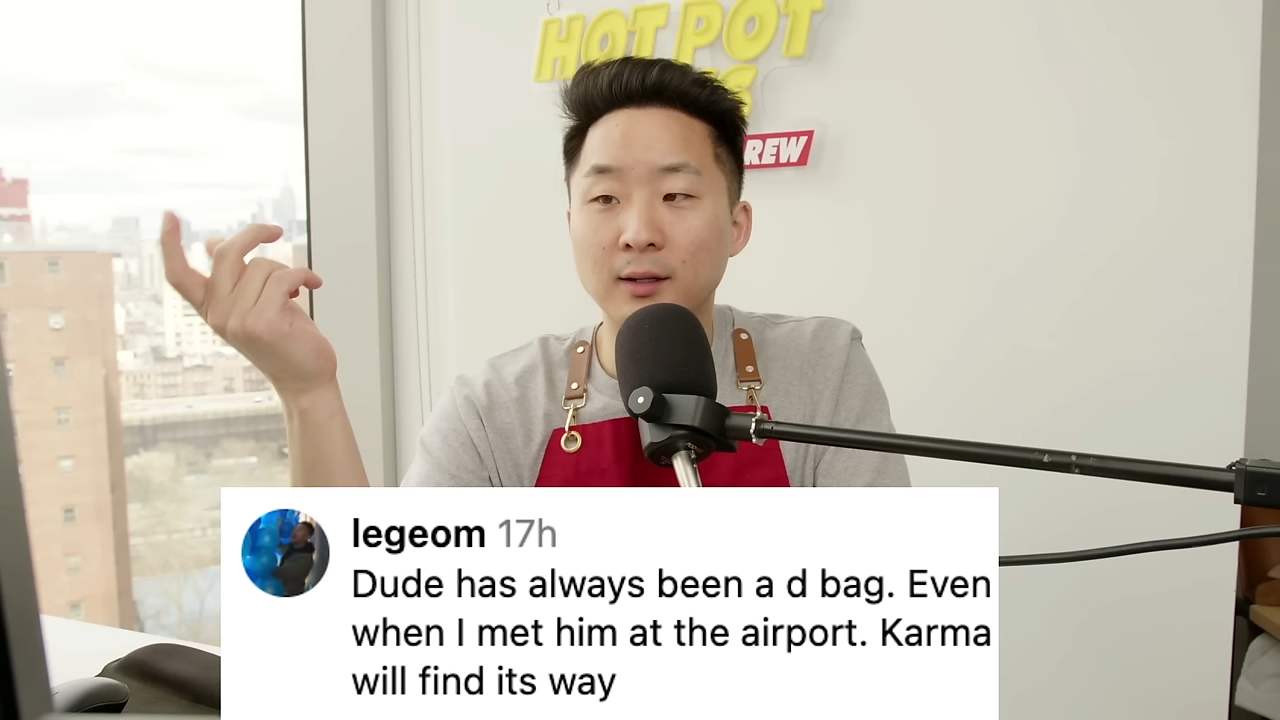 HOT POT
REW
legeom 17h
Dude has always been a d bag. Even
when I met him at the airport. Karma
will find its way